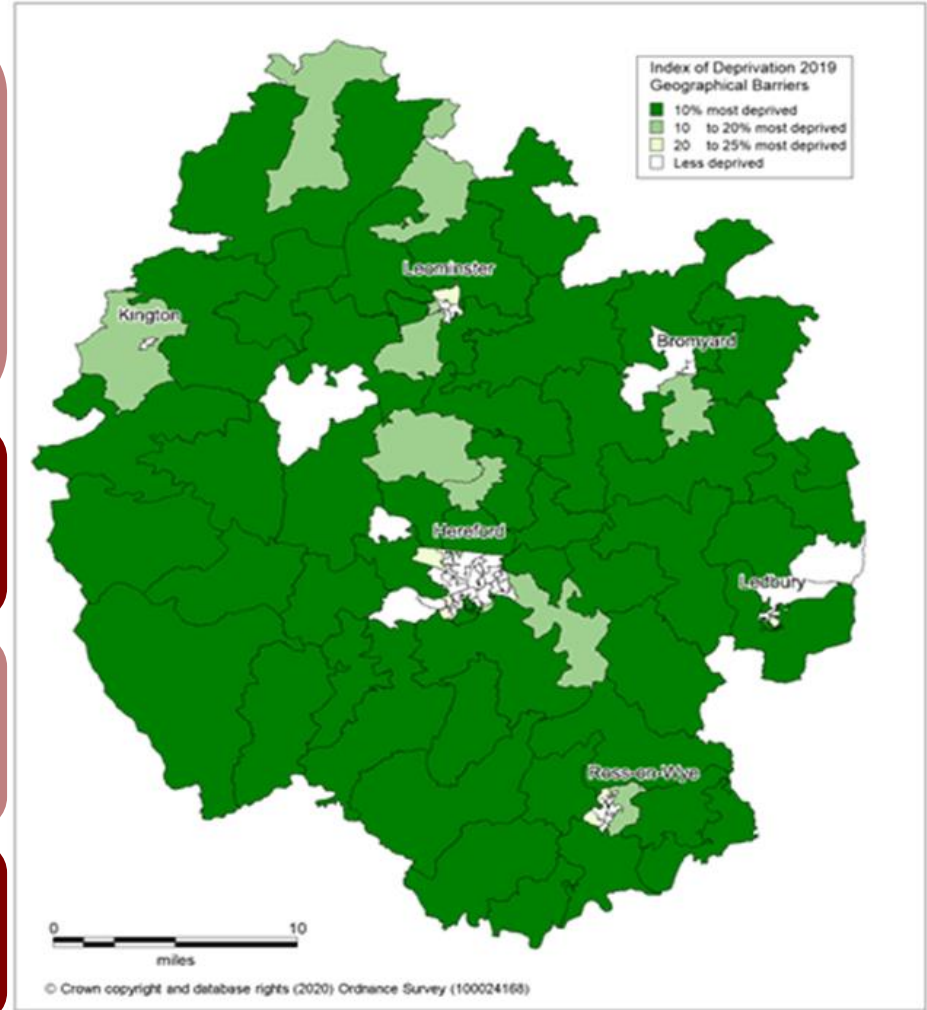 Index of Deprivation 2019
Geographical Barriers
10% most deprived
10 to 20% most deprived
20 to 25% most deprived
Less deprived
Leominster
Kington
Bromyard
Hereford
Ledbury
Ross-on-Wye
0 10
miles
© Crown copyright and database rights (2020) Ordnance Survey (100024168)